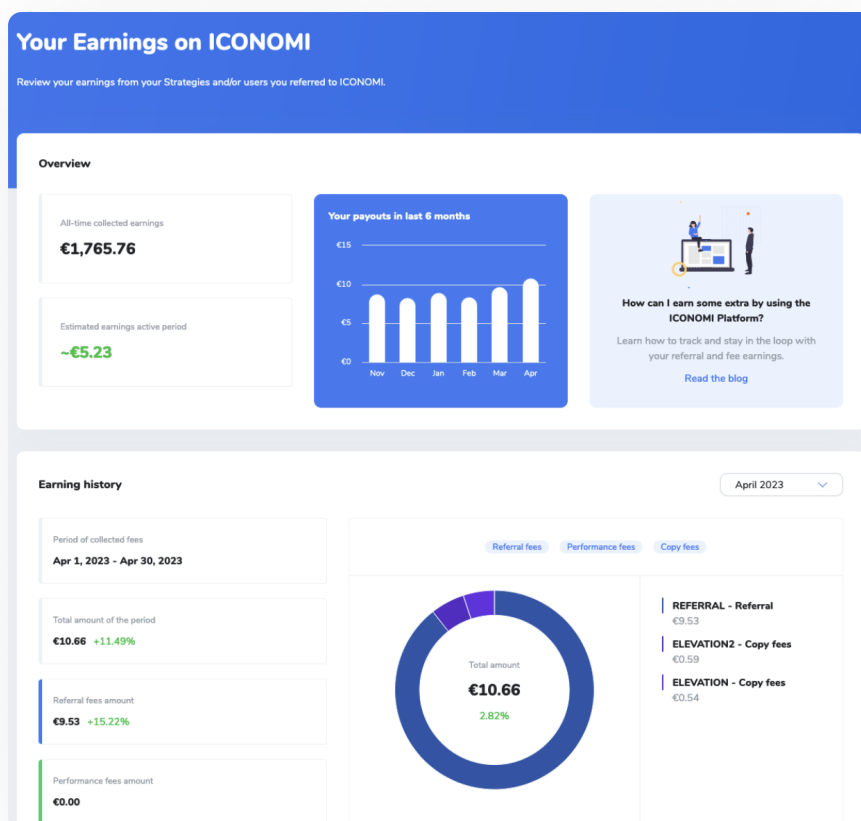 Your Earnings on ICONOMI
Review your earnings from your Strategies and/or users you referred to ICONOMI.
Overview
All-time collected earnings
€1,765.76
Estimated earnings active period
~€5.23
Your payouts in last 6 months
€15
€10
€5
€0
Nov Dec Jan Feb Mar Apr
How can I earn some extra by using the
ICONOMI Platform?
Learn how to track and stay in the loop with
your referral and fee earnings.
Read the blog
Earning history
April 2023
Period of collected fees
Apr 1, 2023 - Apr 30, 2023
Total amount of the period
€10.66 +11.49%
Referral fees amount
€9.53 +15.22%
Performance fees amount
€0.00
Referral fees Performance fees Copy fees
Total amount
€10.66
2.82%
REFERRAL - Referral
€9.53
ELEVATION2 - Copy fees
€0.59
ELEVATION - Copy fees
€0.54